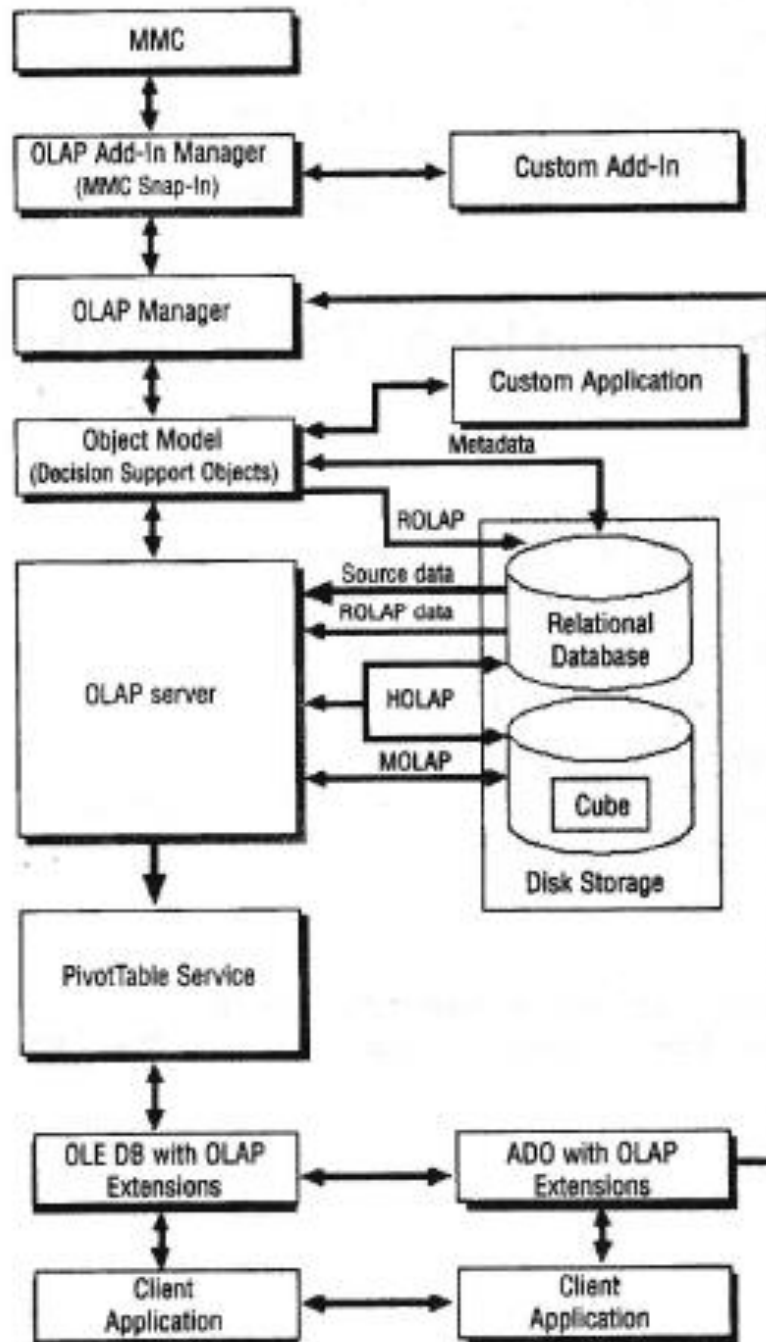 MMC
OLAP Add-In Manager
(MMC Snap-In)
Custom Add-In
OLAP Manager
Custom Application
Object Model
(Decision Support Objects)
Metadata
ROLAP
Source data
ROLAP data
Relational
Database
OLAP server
HOLAP
MOLAP
Cube
Disk Storage
PivotTable Service
OLE DB with OLAP
Extensions
ADO with OLAP
Extensions
Client
Application
Client
Application